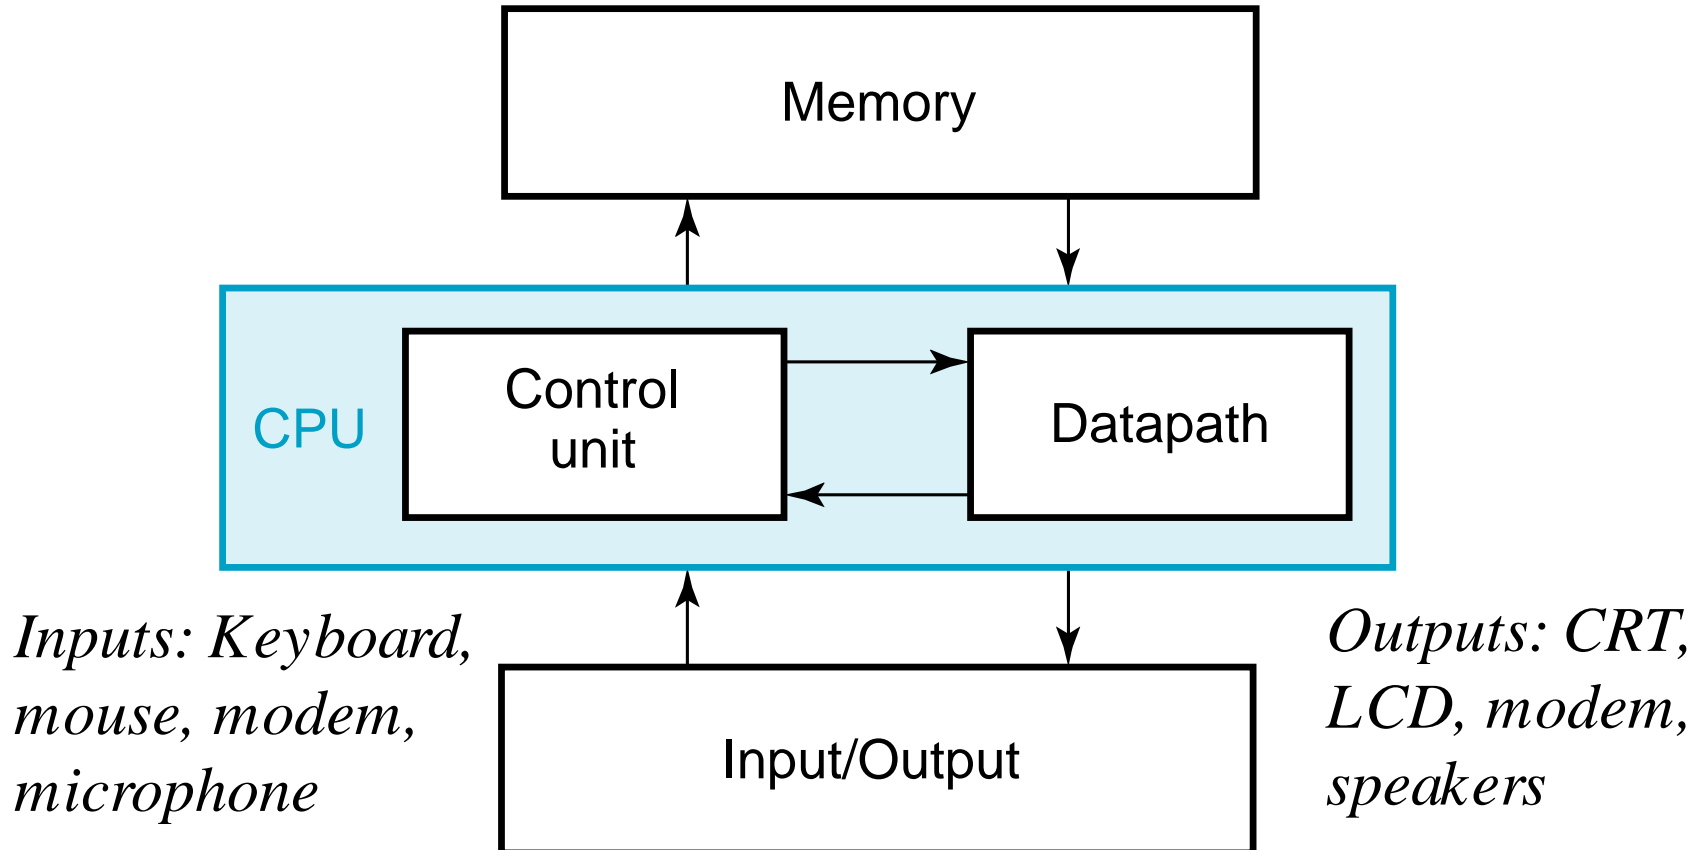 Memory
CPU
Control
unit
Datapath
Inputs: Keyboard,
mouse, modem,
microphone
Input/Output
Outputs: CRT,
LCD, modem,
speakers